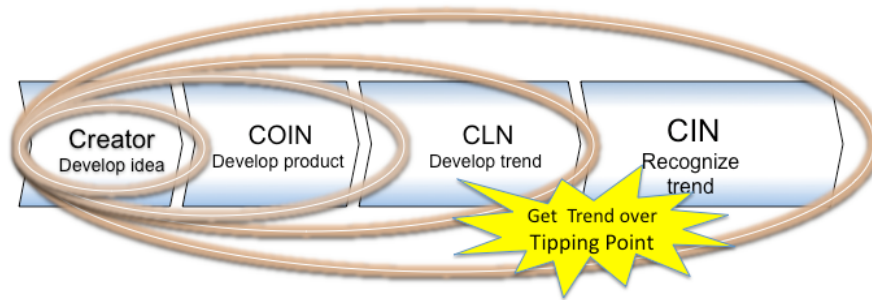 Creator
Develop idea
COIN
Develop product
CLN
Develop trend
CIN
Recognize
trend
Get Trend over
Tipping Point